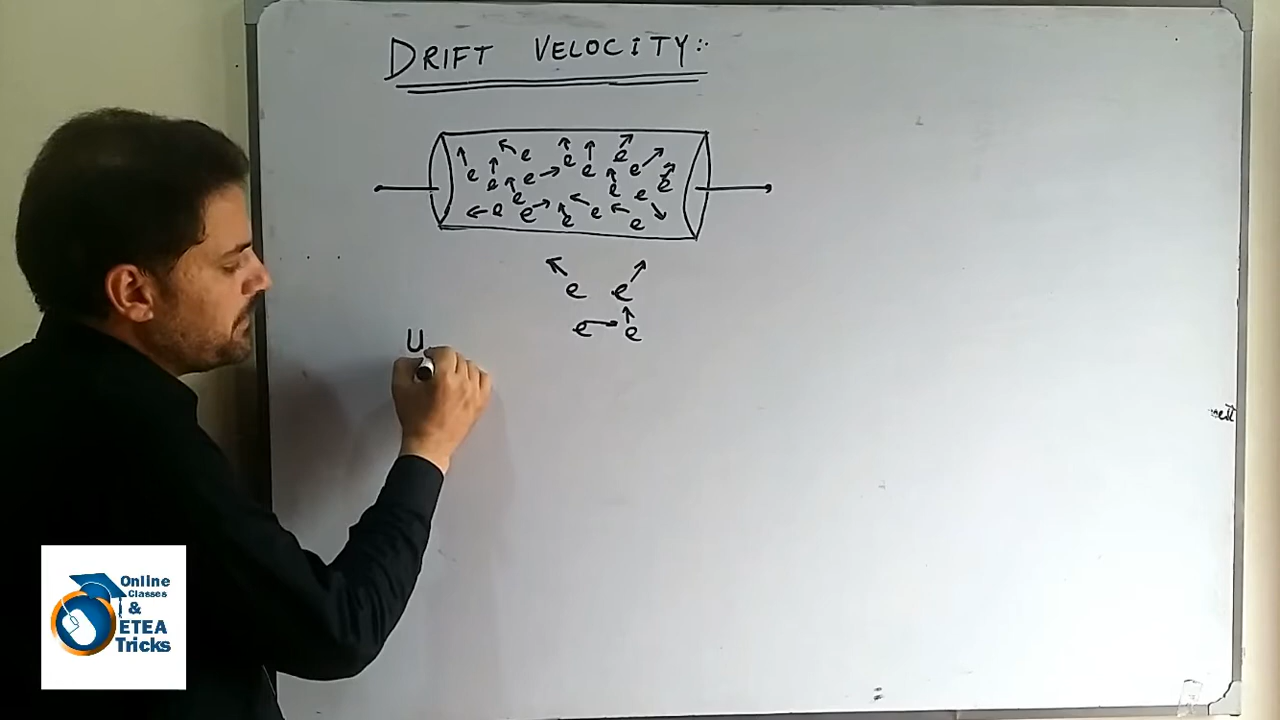 DRIFT VELOCITY:-
e e e e e e
e e e e e e
e e e e e e
e e
e e
U
Online
Classes
&
ETEA
Tricks